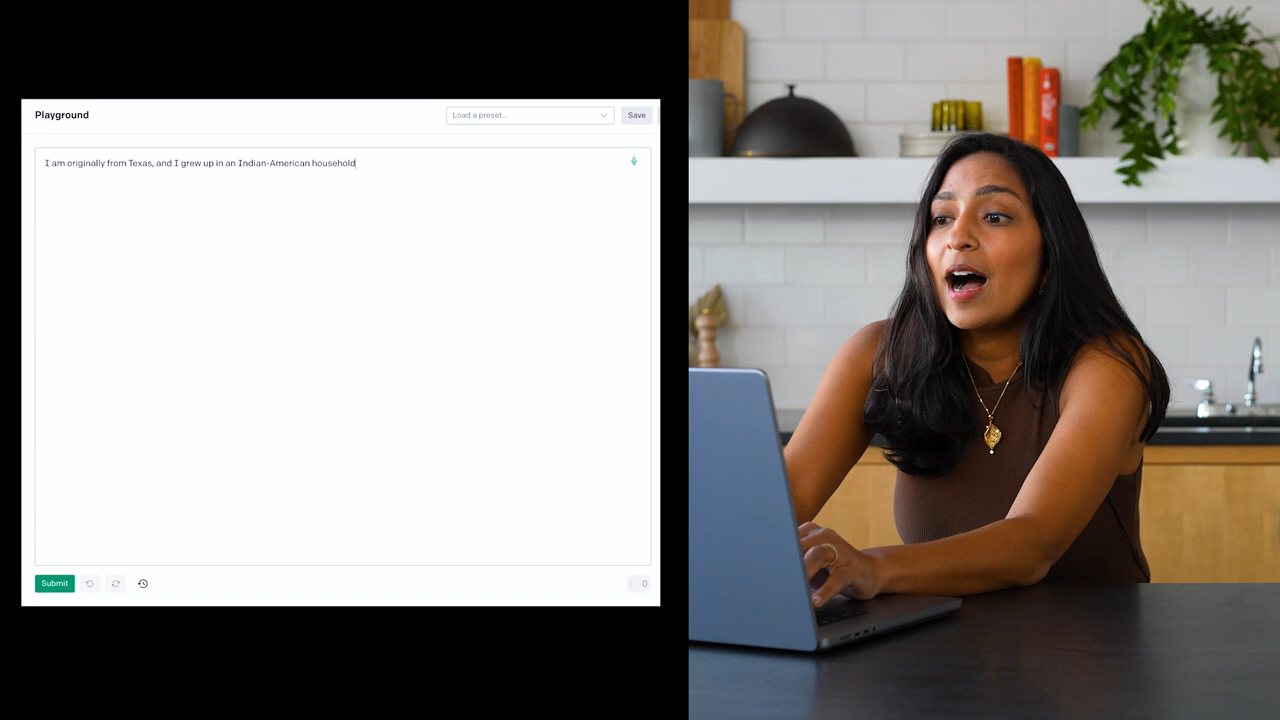 Playground
Load a preset...
Save
I am originally from Texas, and I grew up in an Indian-American household
Submit
0